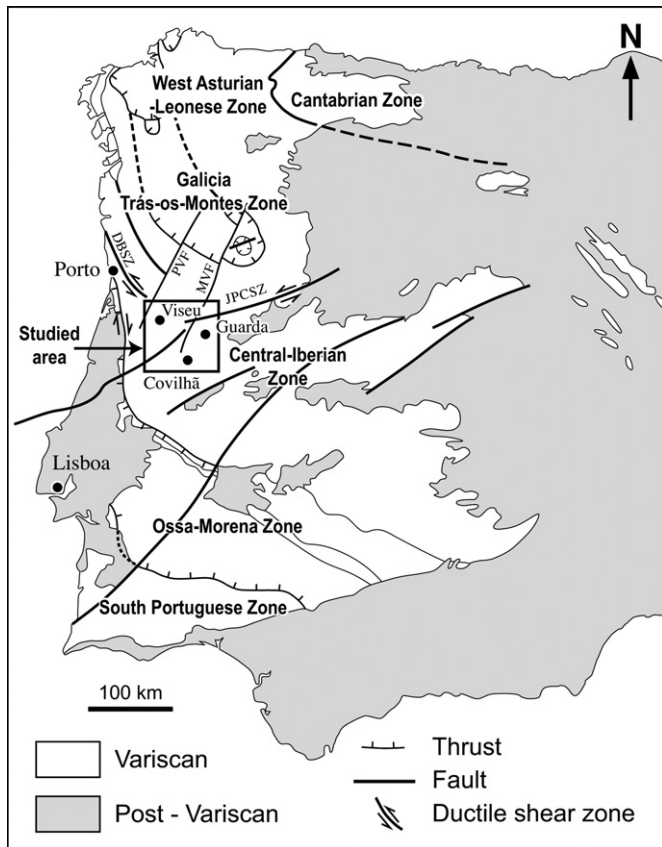 N
West Asturian
-Leonese Zone
Cantabrian Zone
Galicia
Trás-os-Montes Zone
DBSZ
PVF
MVF
JPCSZ
Porto
Viseu
Guarda
Studied
area
Central-Iberian
Zone
Covilhã
Lisboa
Ossa-Morena Zone
South Portuguese Zone
100 km
Variscan
Post - Variscan
Thrust
Fault
Ductile shear zone